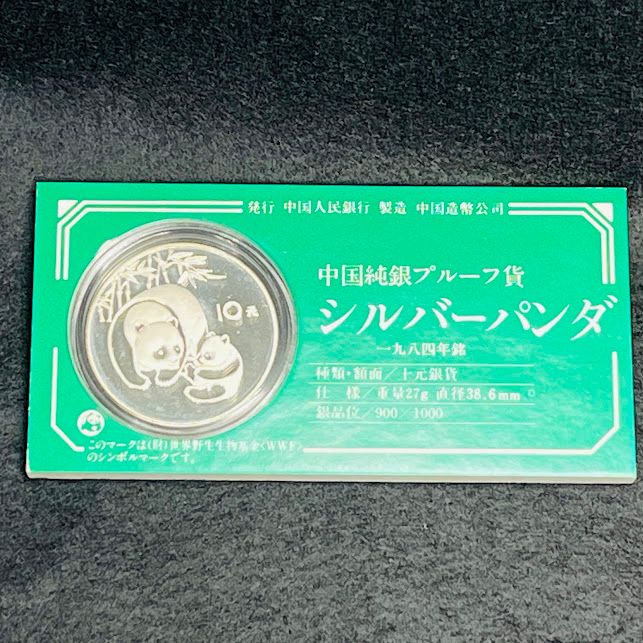 発行 中国人民銀行 製造 中国造幣公司
中国純銀プルーフ貨
シルバーパンダ
一九八四年銘
種類・額面/十元銀貨
仕 様/重量27g 直径38.6mm
銀品位/900/1000
10元
このマークは(財)世界野生生物基金<WWF>
のシンボルマークです。